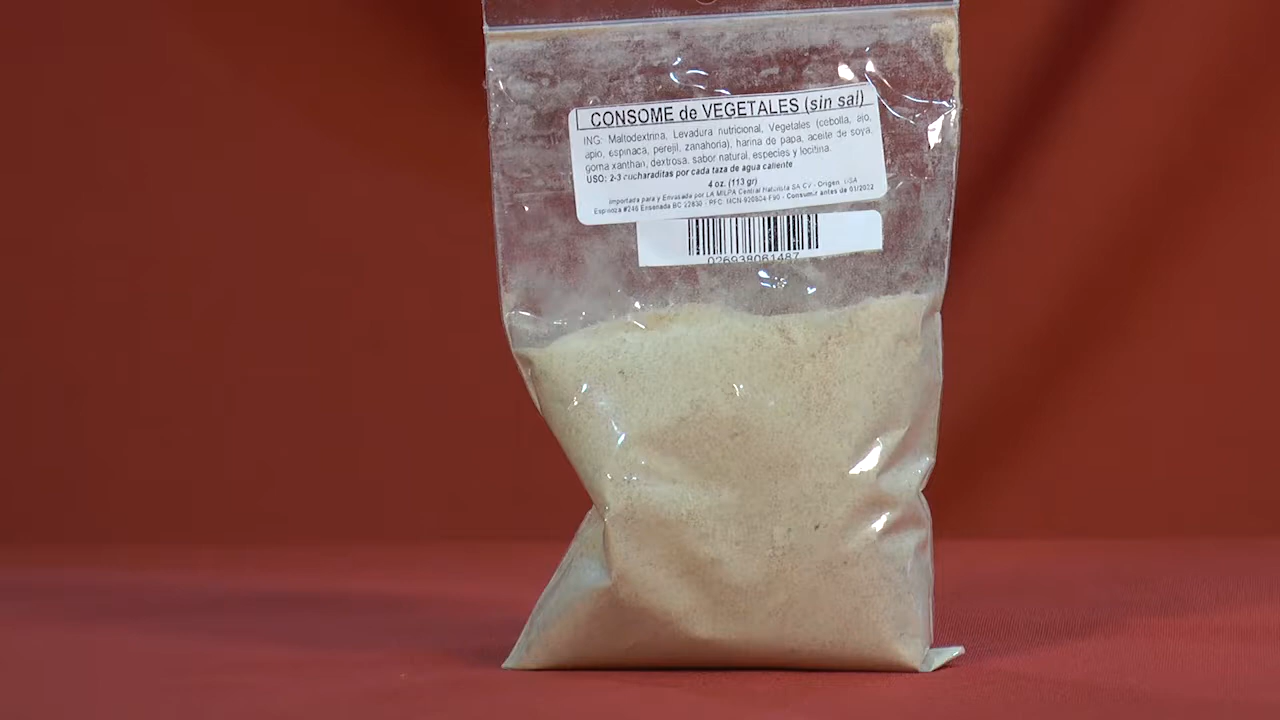 CONSOME de VEGETALES (sin sal)
ING: Maltodextrina, Levadura nutricional, Vegetales (cebolla, ajo,
apio, espinaca, perejil, zanahoria), harina de papa, aceite de soya,
goma xanthan, dextrosa, sabor natural, especies y lecitina.
USO: 2-3 cucharaditas por cada taza de agua caliente
4 oz. (113 gr)
Importada para y Envasada por LA MILPA Central Naturista SA CV - Origen: USA
Espinoza #246 Ensenada BC 22830 - RFC: MCN-920804-F90 - Consumir antes de 01/2022
026938061487